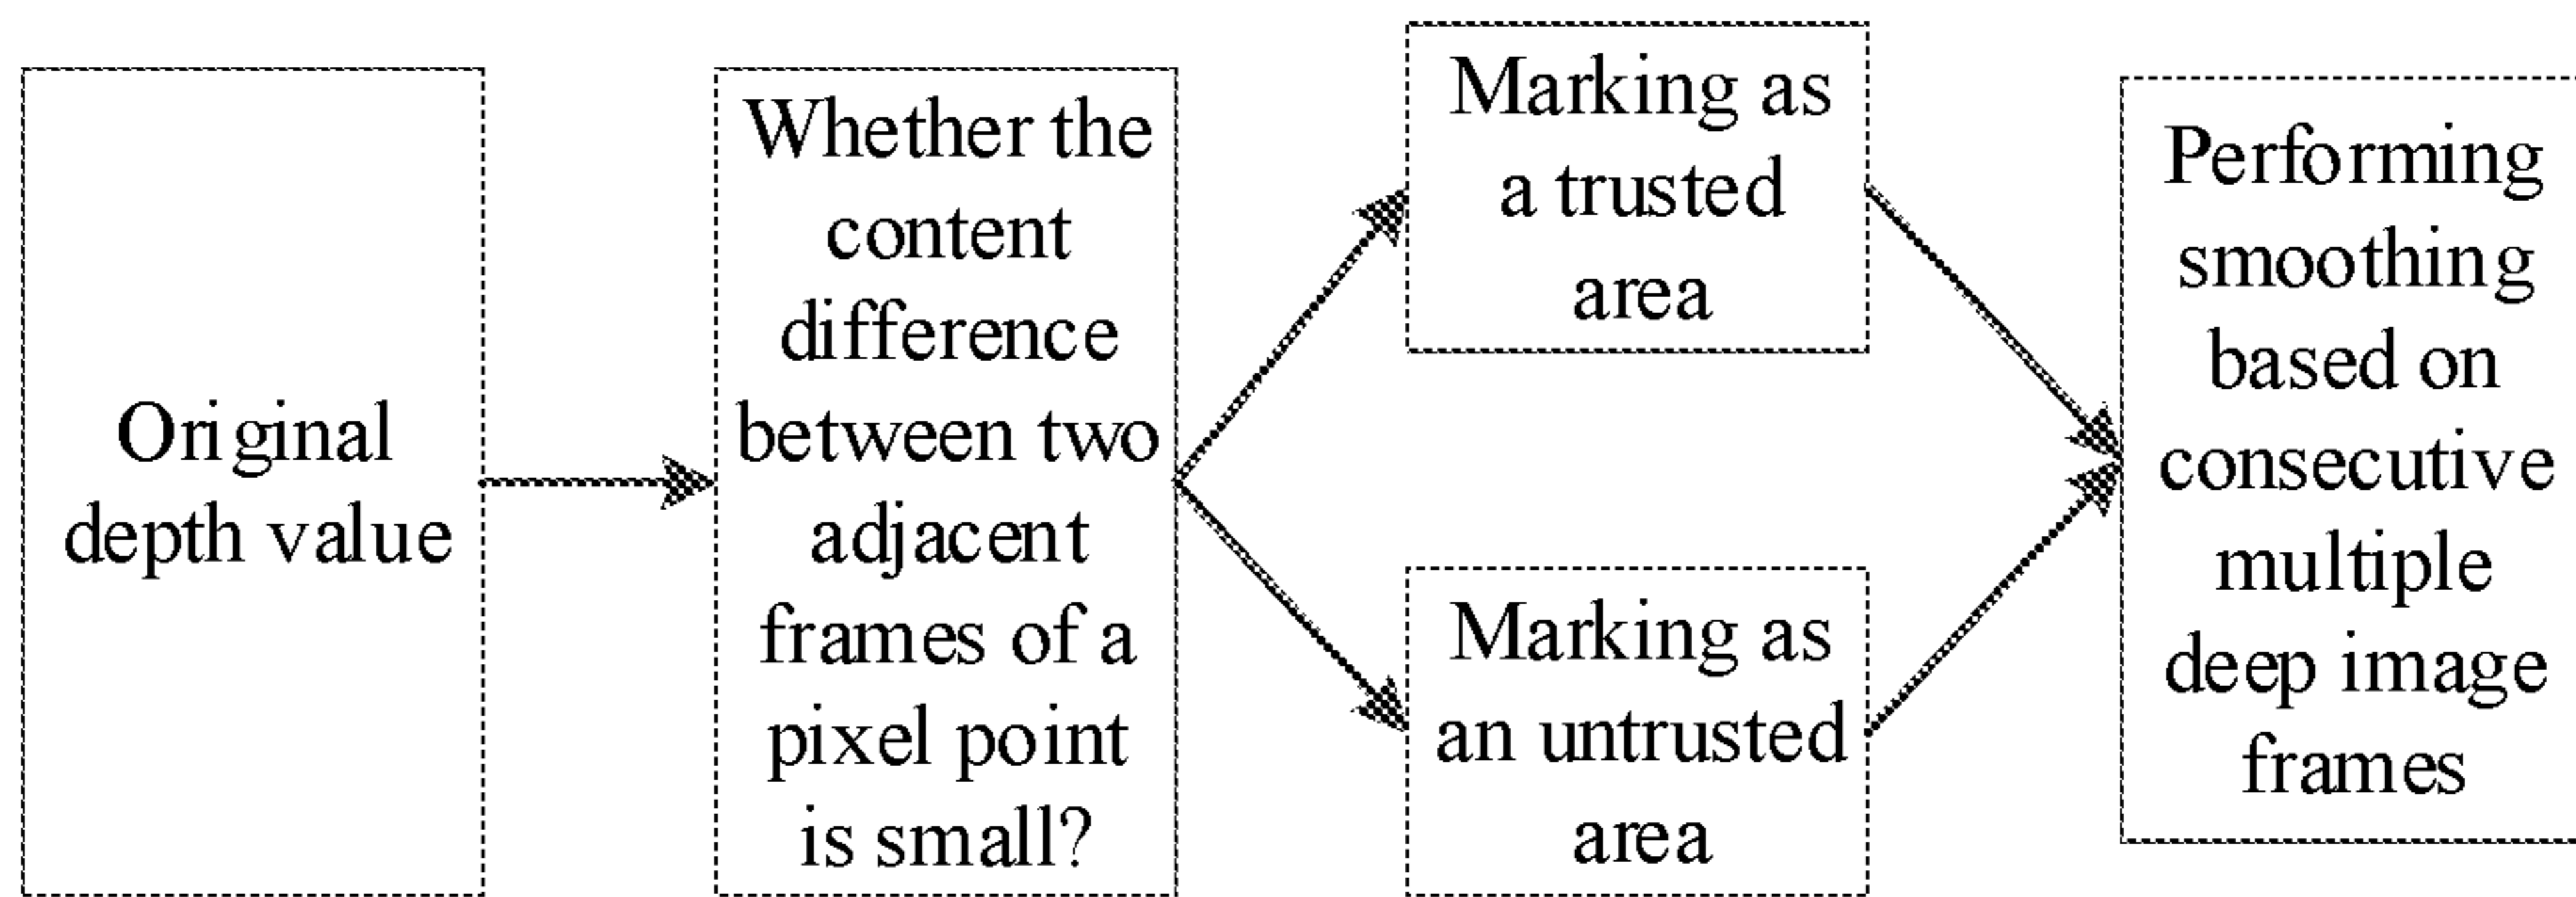 Original
depth value
Whether the
content
difference
between two
adjacent
frames of a
pixel point
is small?
Marking as
a trusted
area
Marking as
an untrusted
area
Performing
smoothing
based on
consecutive
multiple
deep image
frames